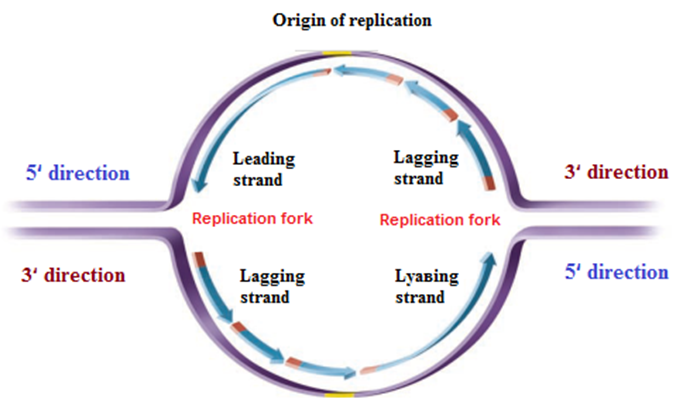 Origin of replication
Leading
strand
Lagging
strand
5‘ direction
3‘ direction
Replication fork
Replication fork
3‘ direction
Lagging
strand
Lyaвing
strand
5‘ direction